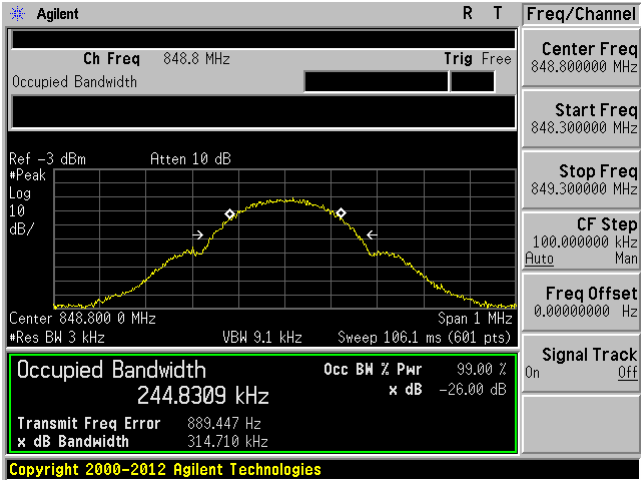 Agilent R T
Freq/Channel
Ch Freq 848.8 MHz Trig Free
Occupied Bandwidth
Center Freq
848.800000 MHz
Start Freq
848.300000 MHz
Stop Freq
849.300000 MHz
CF Step
100.000000 kHz
Auto Man
Freq Offset
0.00000000 Hz
Signal Track
On Off
Ref -3 dBm Atten 10 dB
#Peak
Log
10
dB/
Center 848.800 0 MHz Span 1 MHz
#Res BW 3 kHz VBW 9.1 kHz Sweep 106.1 ms (601 pts)
Occupied Bandwidth Occ BW % Pwr 99.00 %
244.8309 kHz x dB -26.00 dB
Transmit Freq Error 889.447 Hz
x dB Bandwidth 314.710 kHz
Copyright 2000-2012 Agilent Technologies